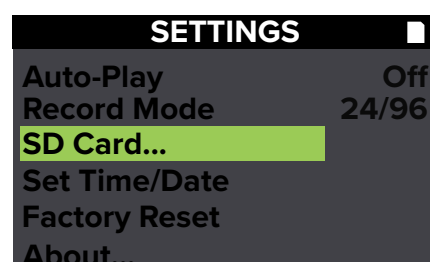 SETTINGS
Auto-Play Off
Record Mode 24/96
SD Card...
Set Time/Date
Factory Reset
About...